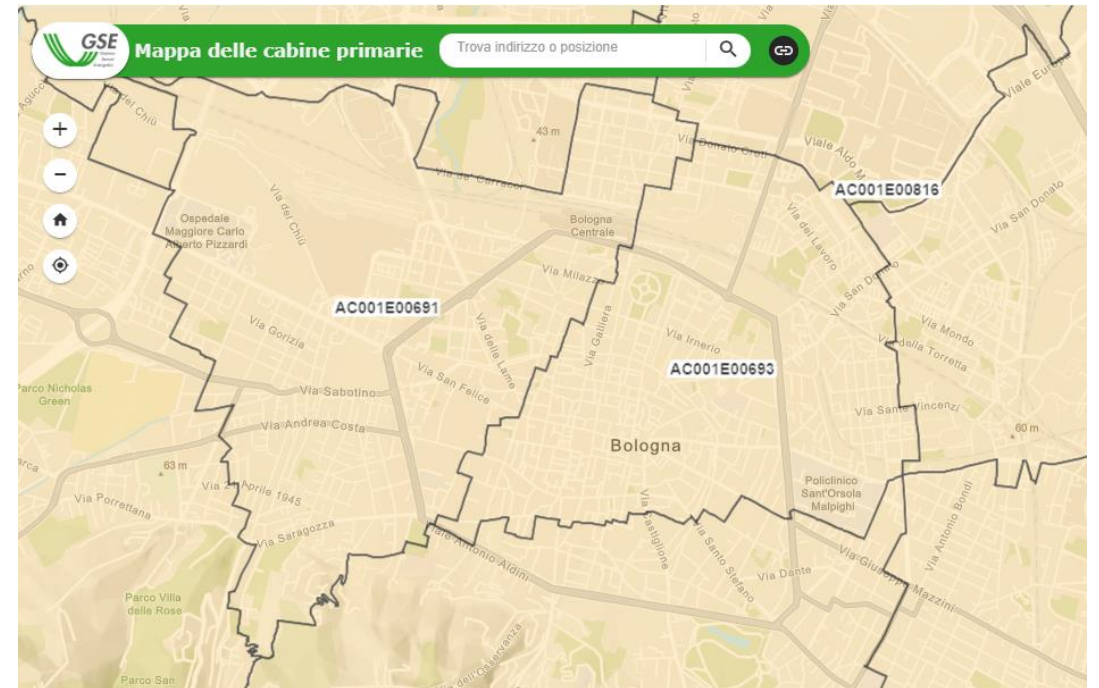 GSE
Mappa delle cabine primarie
Trova indirizzo o posizione
Via del Chiù
43 m
Via Donato Creti
Viale Aldo M
Viale Europa
Via de' Carracci
AC001E00816
Via San Donato
Ospedale
Maggiore Carlo
Alberto Pizzardi
Via del Chiù
Bologna
Centrale
Via del Lavoro
Via Milazzo
Via San Donato
AC001E00691
Via Gorizia
Via delle Lame
Via Galliera
Via Irnerio
Via Mondo
Via della Torretta
AC001E00693
Via San Felice
Parco Nicholas
Green
Via Sabotino
Via Sante Vincenzi
Via Andrea Costa
60 m
Bologna
63 m
Via 21 Aprile 1945
Via Porrettana
Policlinico
Sant'Orsola
Malpighi
Via Saragozza
Via Castiglione
Via Santo Stefano
Via Antonio Bondi
Viale Antonio Aldini
Via Dante
Via Giuseppe Mazzini
Parco Villa
delle Rose
Via dell'Osservanza
Parco San